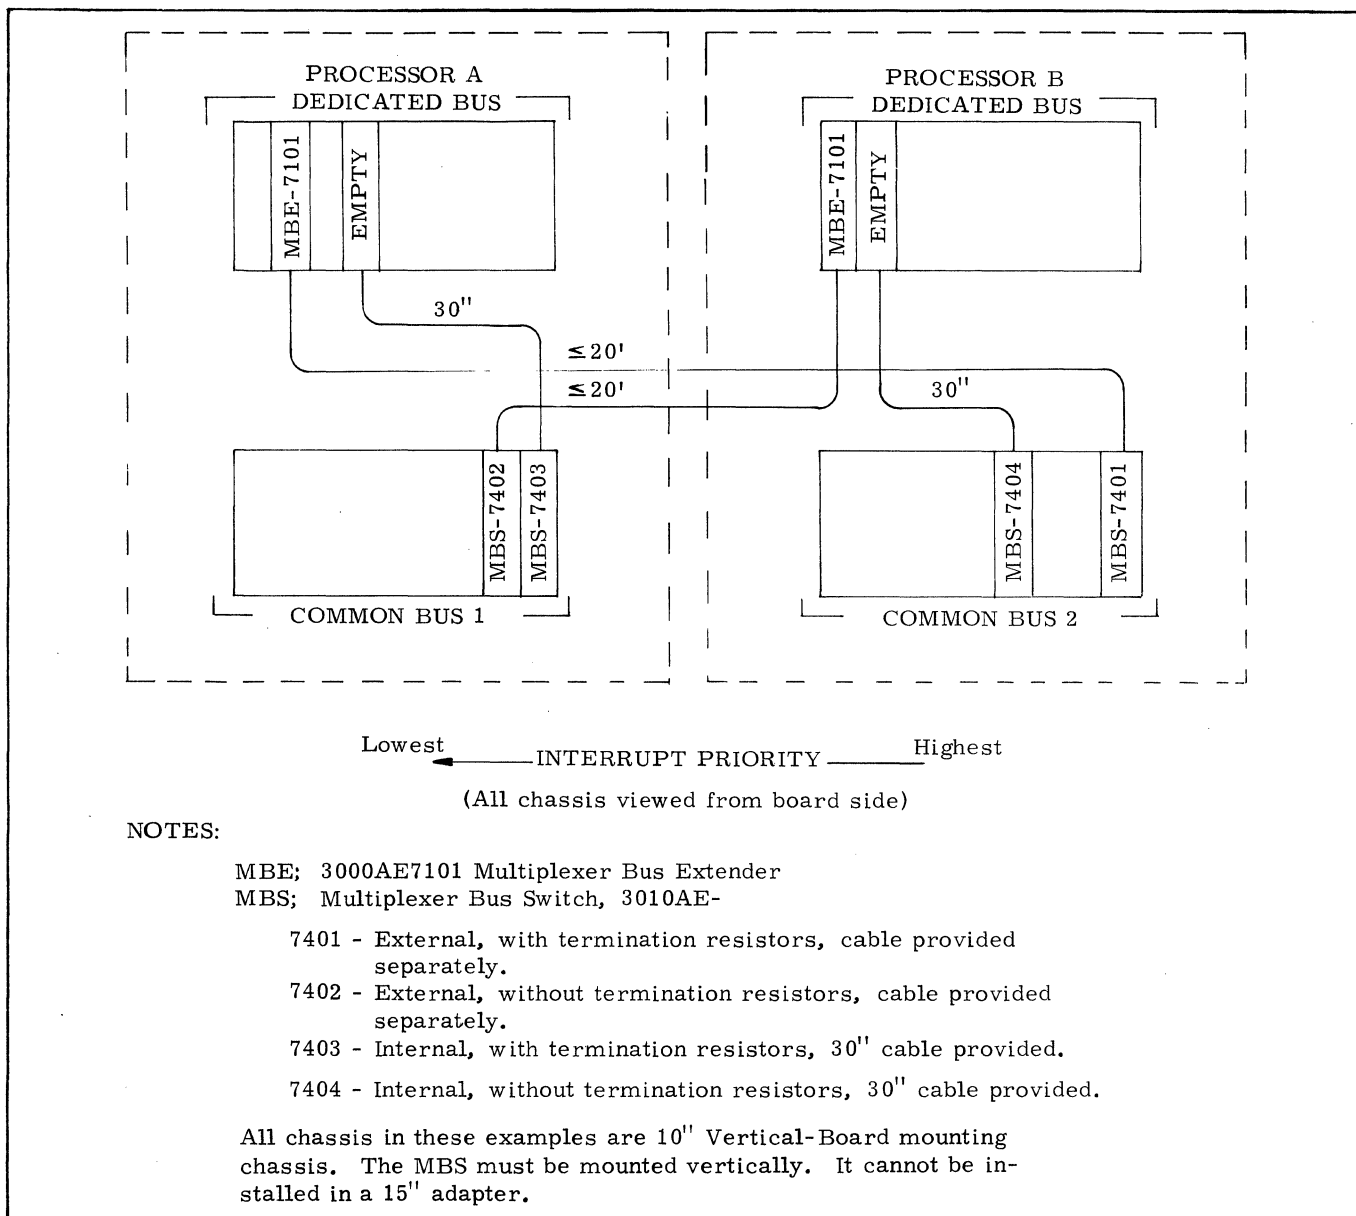 PROCESSOR A
DEDICATED BUS
MBE-7101
EMPTY
PROCESSOR B
DEDICATED BUS
MBE-7101
EMPTY
30"
≤20'
≤20'
30"
MBS-7402
MBS-7403
COMMON BUS 1
MBS-7404
MBS-7401
COMMON BUS 2
Lowest INTERRUPT PRIORITY Highest
(All chassis viewed from board side)
NOTES:
MBE; 3000AE7101 Multiplexer Bus Extender
MBS; Multiplexer Bus Switch, 3010AE-
7401 - External, with termination resistors, cable provided
separately.
7402 - External, without termination resistors, cable provided
separately.
7403 - Internal, with termination resistors, 30" cable provided.
7404 - Internal, without termination resistors, 30" cable provided.
All chassis in these examples are 10" Vertical-Board mounting
chassis. The MBS must be mounted vertically. It cannot be in-
stalled in a 15" adapter.